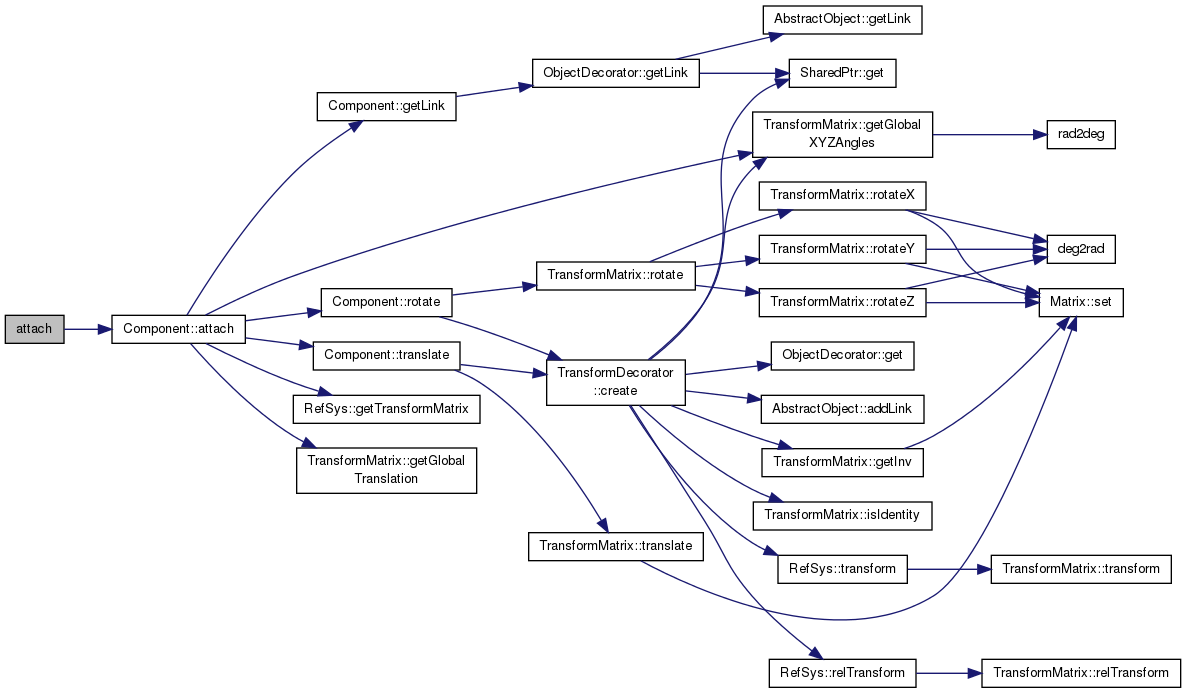 attach
Component::attach
Component::getLink
Component::rotate
Component::translate
RefSys::getTransformMatrix
TransformMatrix::getGlobal
Translation
ObjectDecorator::getLink
TransformMatrix::rotate
TransformDecorator
::create
TransformMatrix::translate
AbstractObject::getLink
SharedPtr::get
TransformMatrix::getGlobal
XYZAngles
TransformMatrix::rotateX
TransformMatrix::rotateY
TransformMatrix::rotateZ
ObjectDecorator::get
AbstractObject::addLink
TransformMatrix::getInv
TransformMatrix::isIdentity
RefSys::transform
RefSys::relTransform
rad2deg
deg2rad
Matrix::set
TransformMatrix::transform
TransformMatrix::relTransform